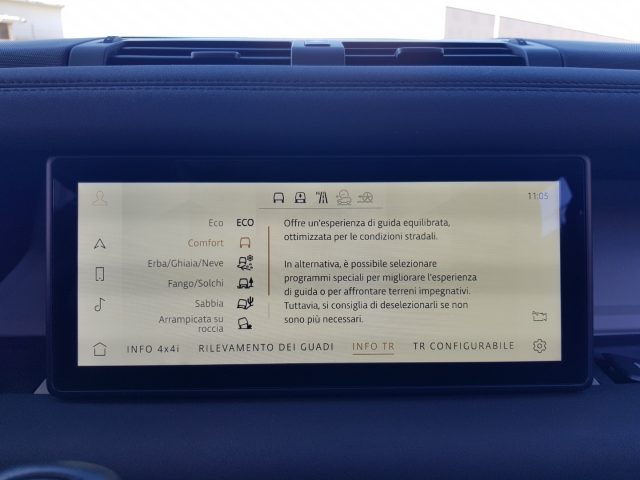 11:05
Eco ECO
Comfort
Erba/Ghiaia/Neve
Fango/Solchi
Sabbia
Arrampicata su
roccia
Offre un'esperienza di guida equilibrata,
ottimizzata per le condizioni stradali.
In alternativa, è possibile selezionare
programmi speciali per migliorare l'esperienza
di guida o per affrontare terreni impegnativi.
Tuttavia, si consiglia di deselezionarli se non
sono più necessari.
INFO 4x4i RILEVAMENTO DEI GUADI INFO TR TR CONFIGURABILE